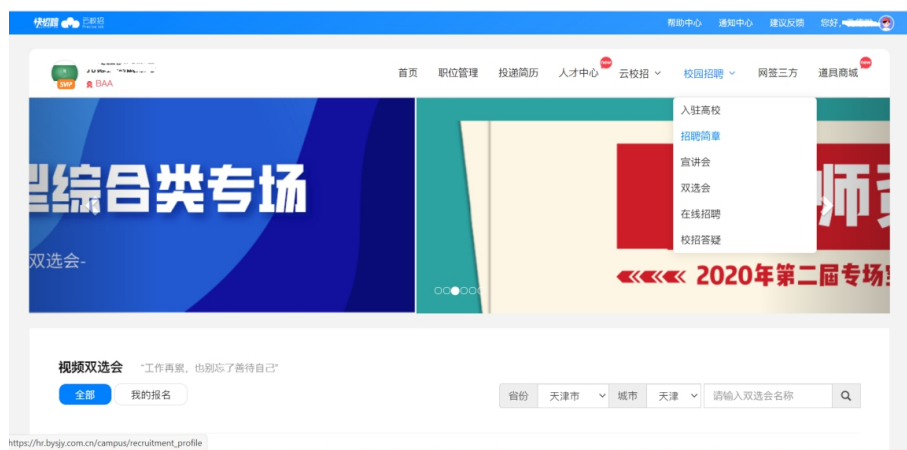 快招聘 云校招
帮助中心 通知中心 建议反馈 您好,
SVIP BAA
首页 职位管理 投递简历 人才中心 new 云校招 校园招聘 网签三方 道具商城 new
入驻高校
招聘简章
宣讲会
双选会
在线招聘
校招答疑
综合类专场
双选会-
师
2020年第二届专场
视频双选会 “工作再累，也别忘了善待自己”
全部 我的报名
省份 天津市 城市 天津 请输入双选会名称
https://hr.bysjy.com.cn/campus/recruitment_profile